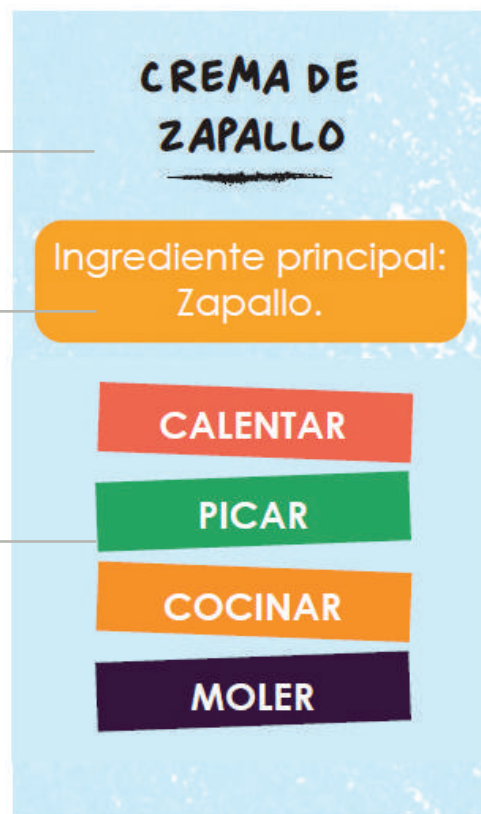 CREMA DE
ZAPALLO
Ingrediente principal:
Zapallo.
CALENTAR
PICAR
COCINAR
MOLER